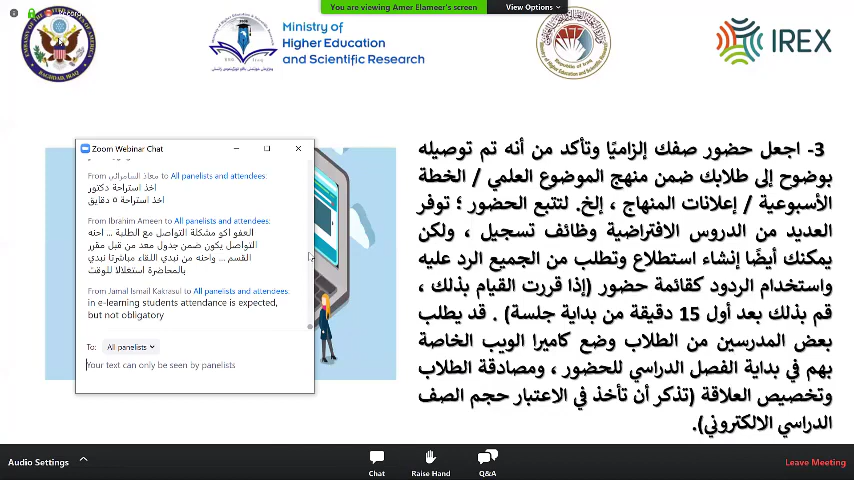 You are viewing Amer Elameer's screen
View Options
Ministry of
Higher Education
and Scientific Research
IREX
Zoom Webinar Chat
From معاذ السامرائي to All panelists and attendees:
اخذ استراحة دكتور
اخذ استراحة ٥ دقايق
From Ibrahim Ameen to All panelists and attendees:
العفو اكو مشكلة التواصل مع الطلبة ... احنه
التواصل يكون ضمن جدول معد من قبل مقرر
القسم ... واحنه من نبدي اللقاء مباشرتا نبدي
بالمحاضرة استغلالا للوقت
From Jamal Ismail Kakrasul to All panelists and attendees:
in e-learning students attendance is expected,
but not obligatory
To: All panelists
Your text can only be seen by panelists
3- اجعل حضور صفك إلزاميًا وتأكد من أنه تم توصيله
بوضوح إلى طلابك ضمن منهج الموضوع العلمي / الخطة
الأسبوعية / إعلانات المنهاج ، إلخ. لتتبع الحضور ؛ توفر
العديد من الدروس الافتراضية وظائف تسجيل ، ولكن
يمكنك أيضًا إنشاء استطلاع وتطلب من الجميع الرد عليه
واستخدام الردود كقائمة حضور (إذا قررت القيام بذلك ،
قم بذلك بعد أول 15 دقيقة من بداية جلسة) . قد يطلب
بعض المدرسين من الطلاب وضع كاميرا الويب الخاصة
بهم في بداية الفصل الدراسي للحضور ، ومصادقة الطلاب
وتخصيص العلاقة (تذكر أن تأخذ في الاعتبار حجم الصف
الدراسي الالكتروني).
Audio Settings
Chat
Raise Hand
Q&A
Leave Meeting